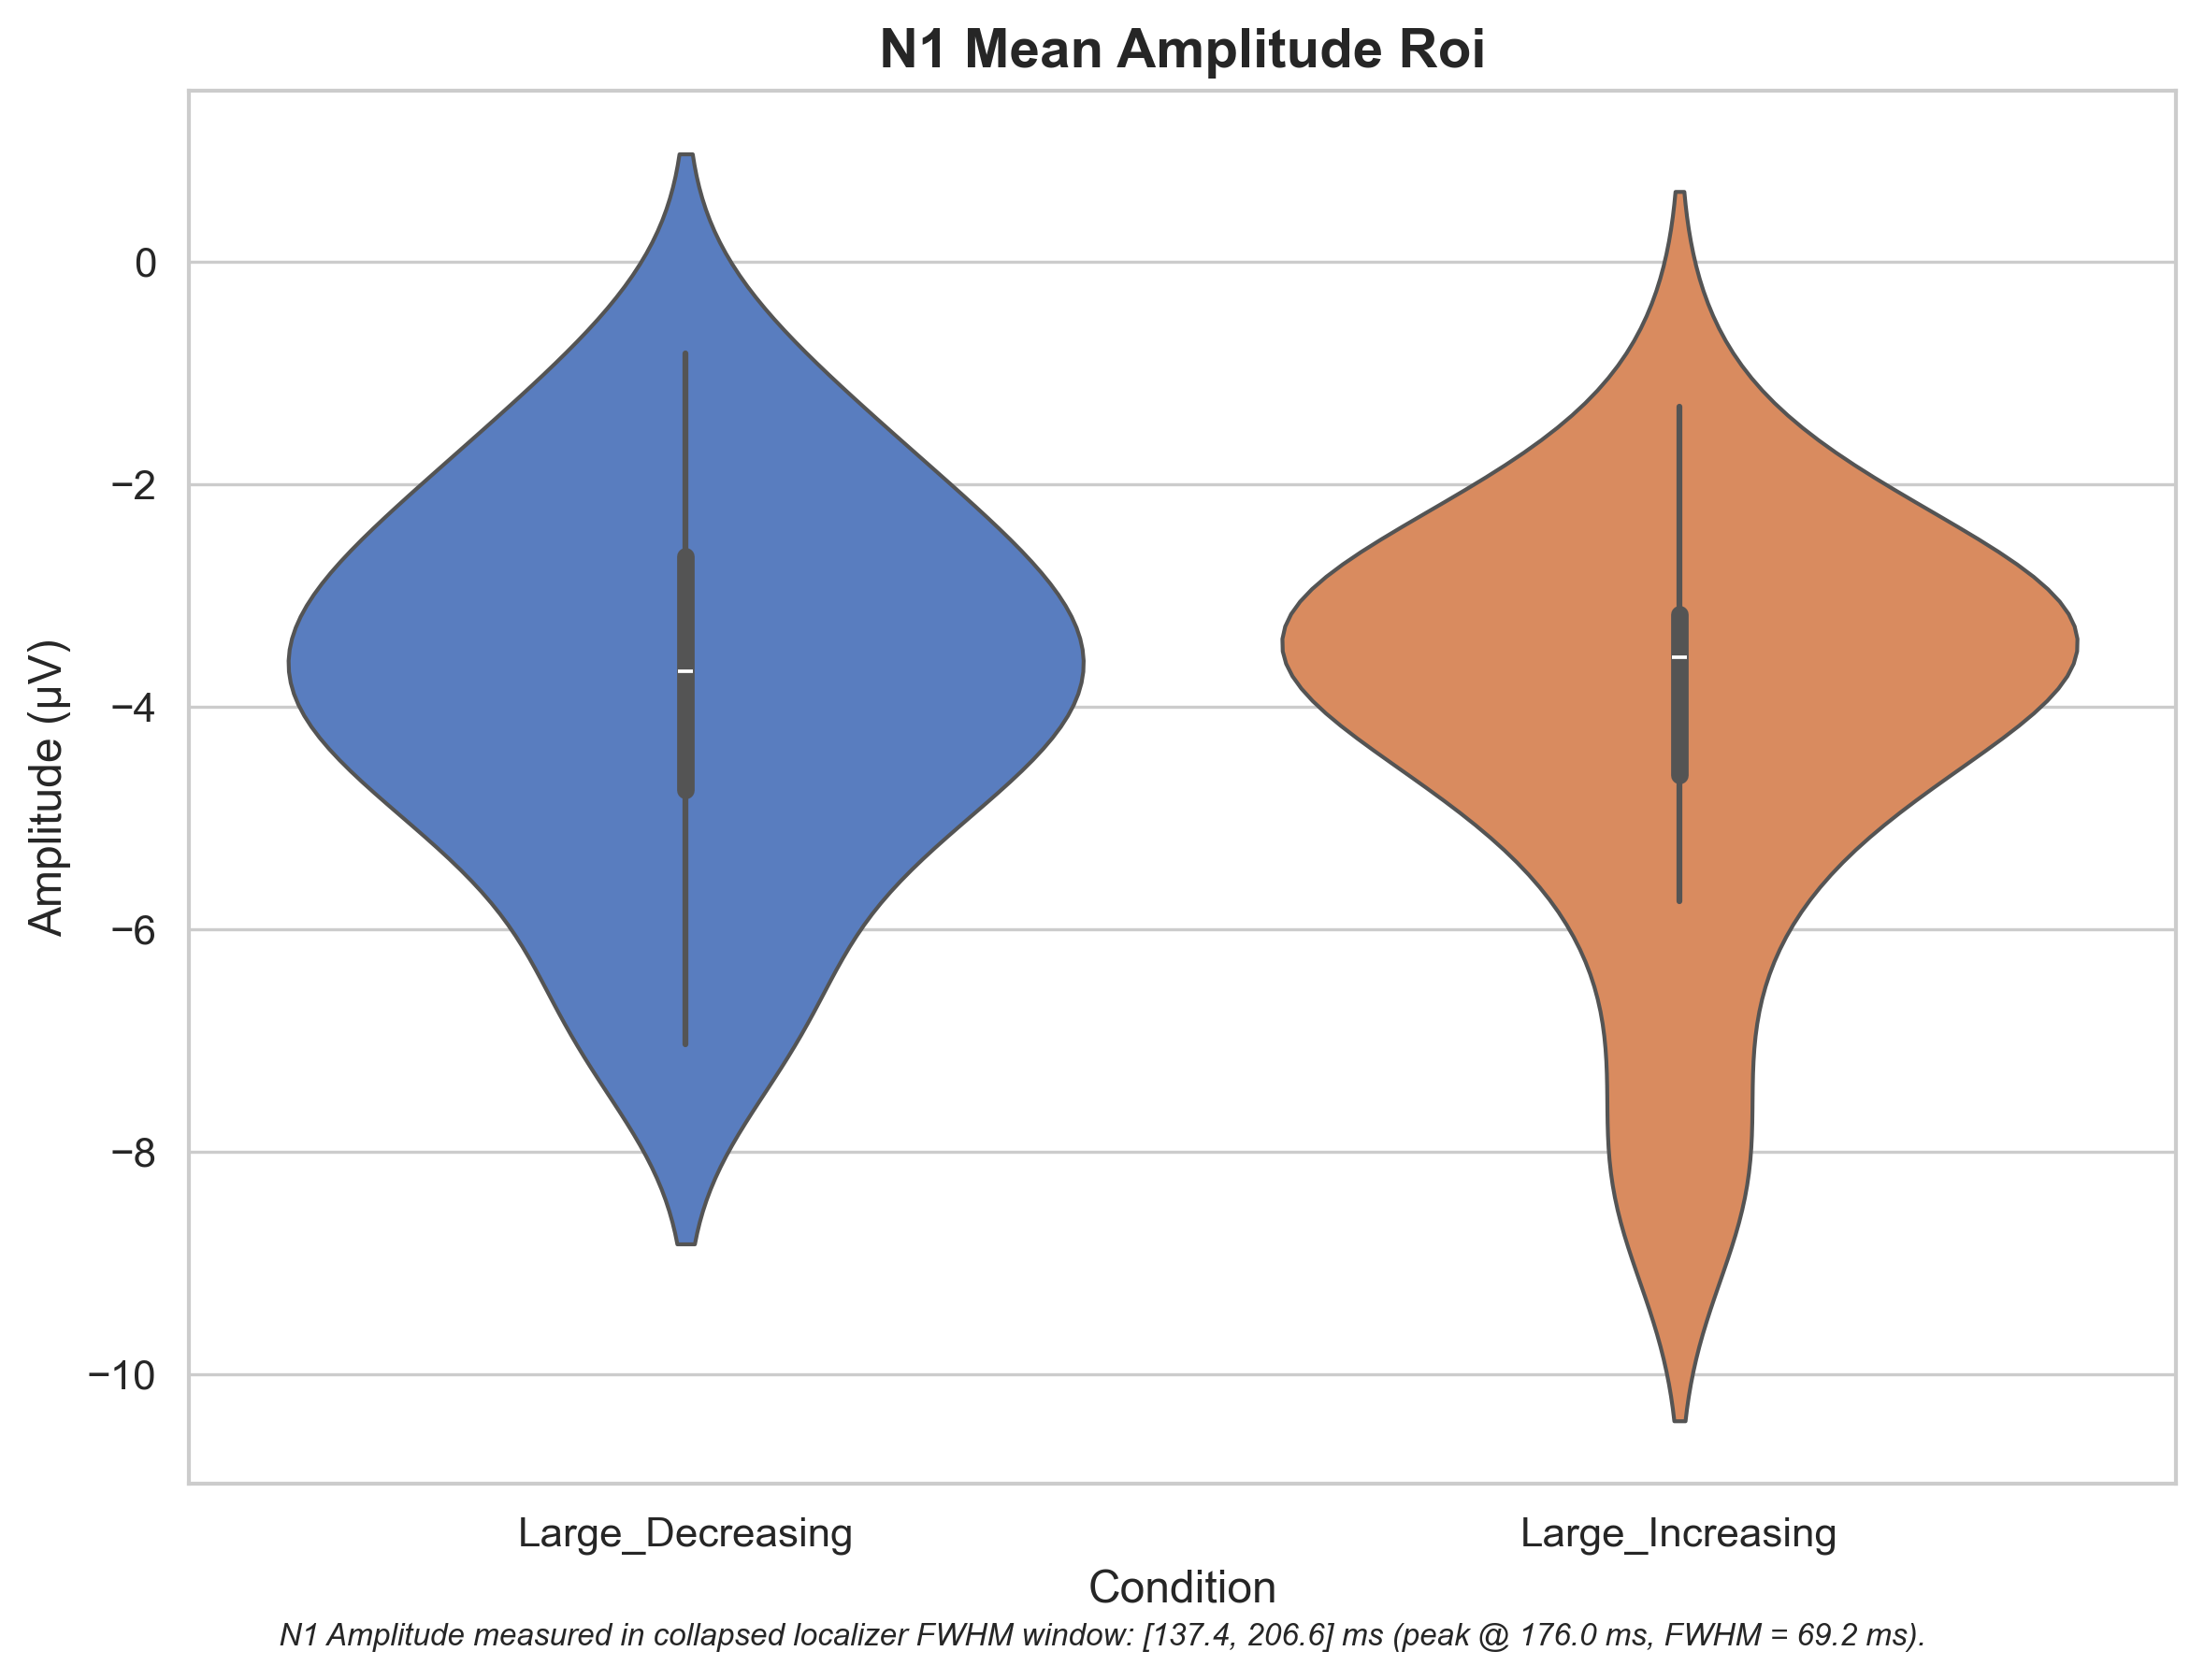 N1 Mean Amplitude Roi
Amplitude (µV)
0
−2
−4
−6
−8
−10
Large_Decreasing
Large_Increasing
Condition
N1 Amplitude measured in collapsed localizer FWHM window: [137.4, 206.6] ms (peak @ 176.0 ms, FWHM = 69.2 ms).